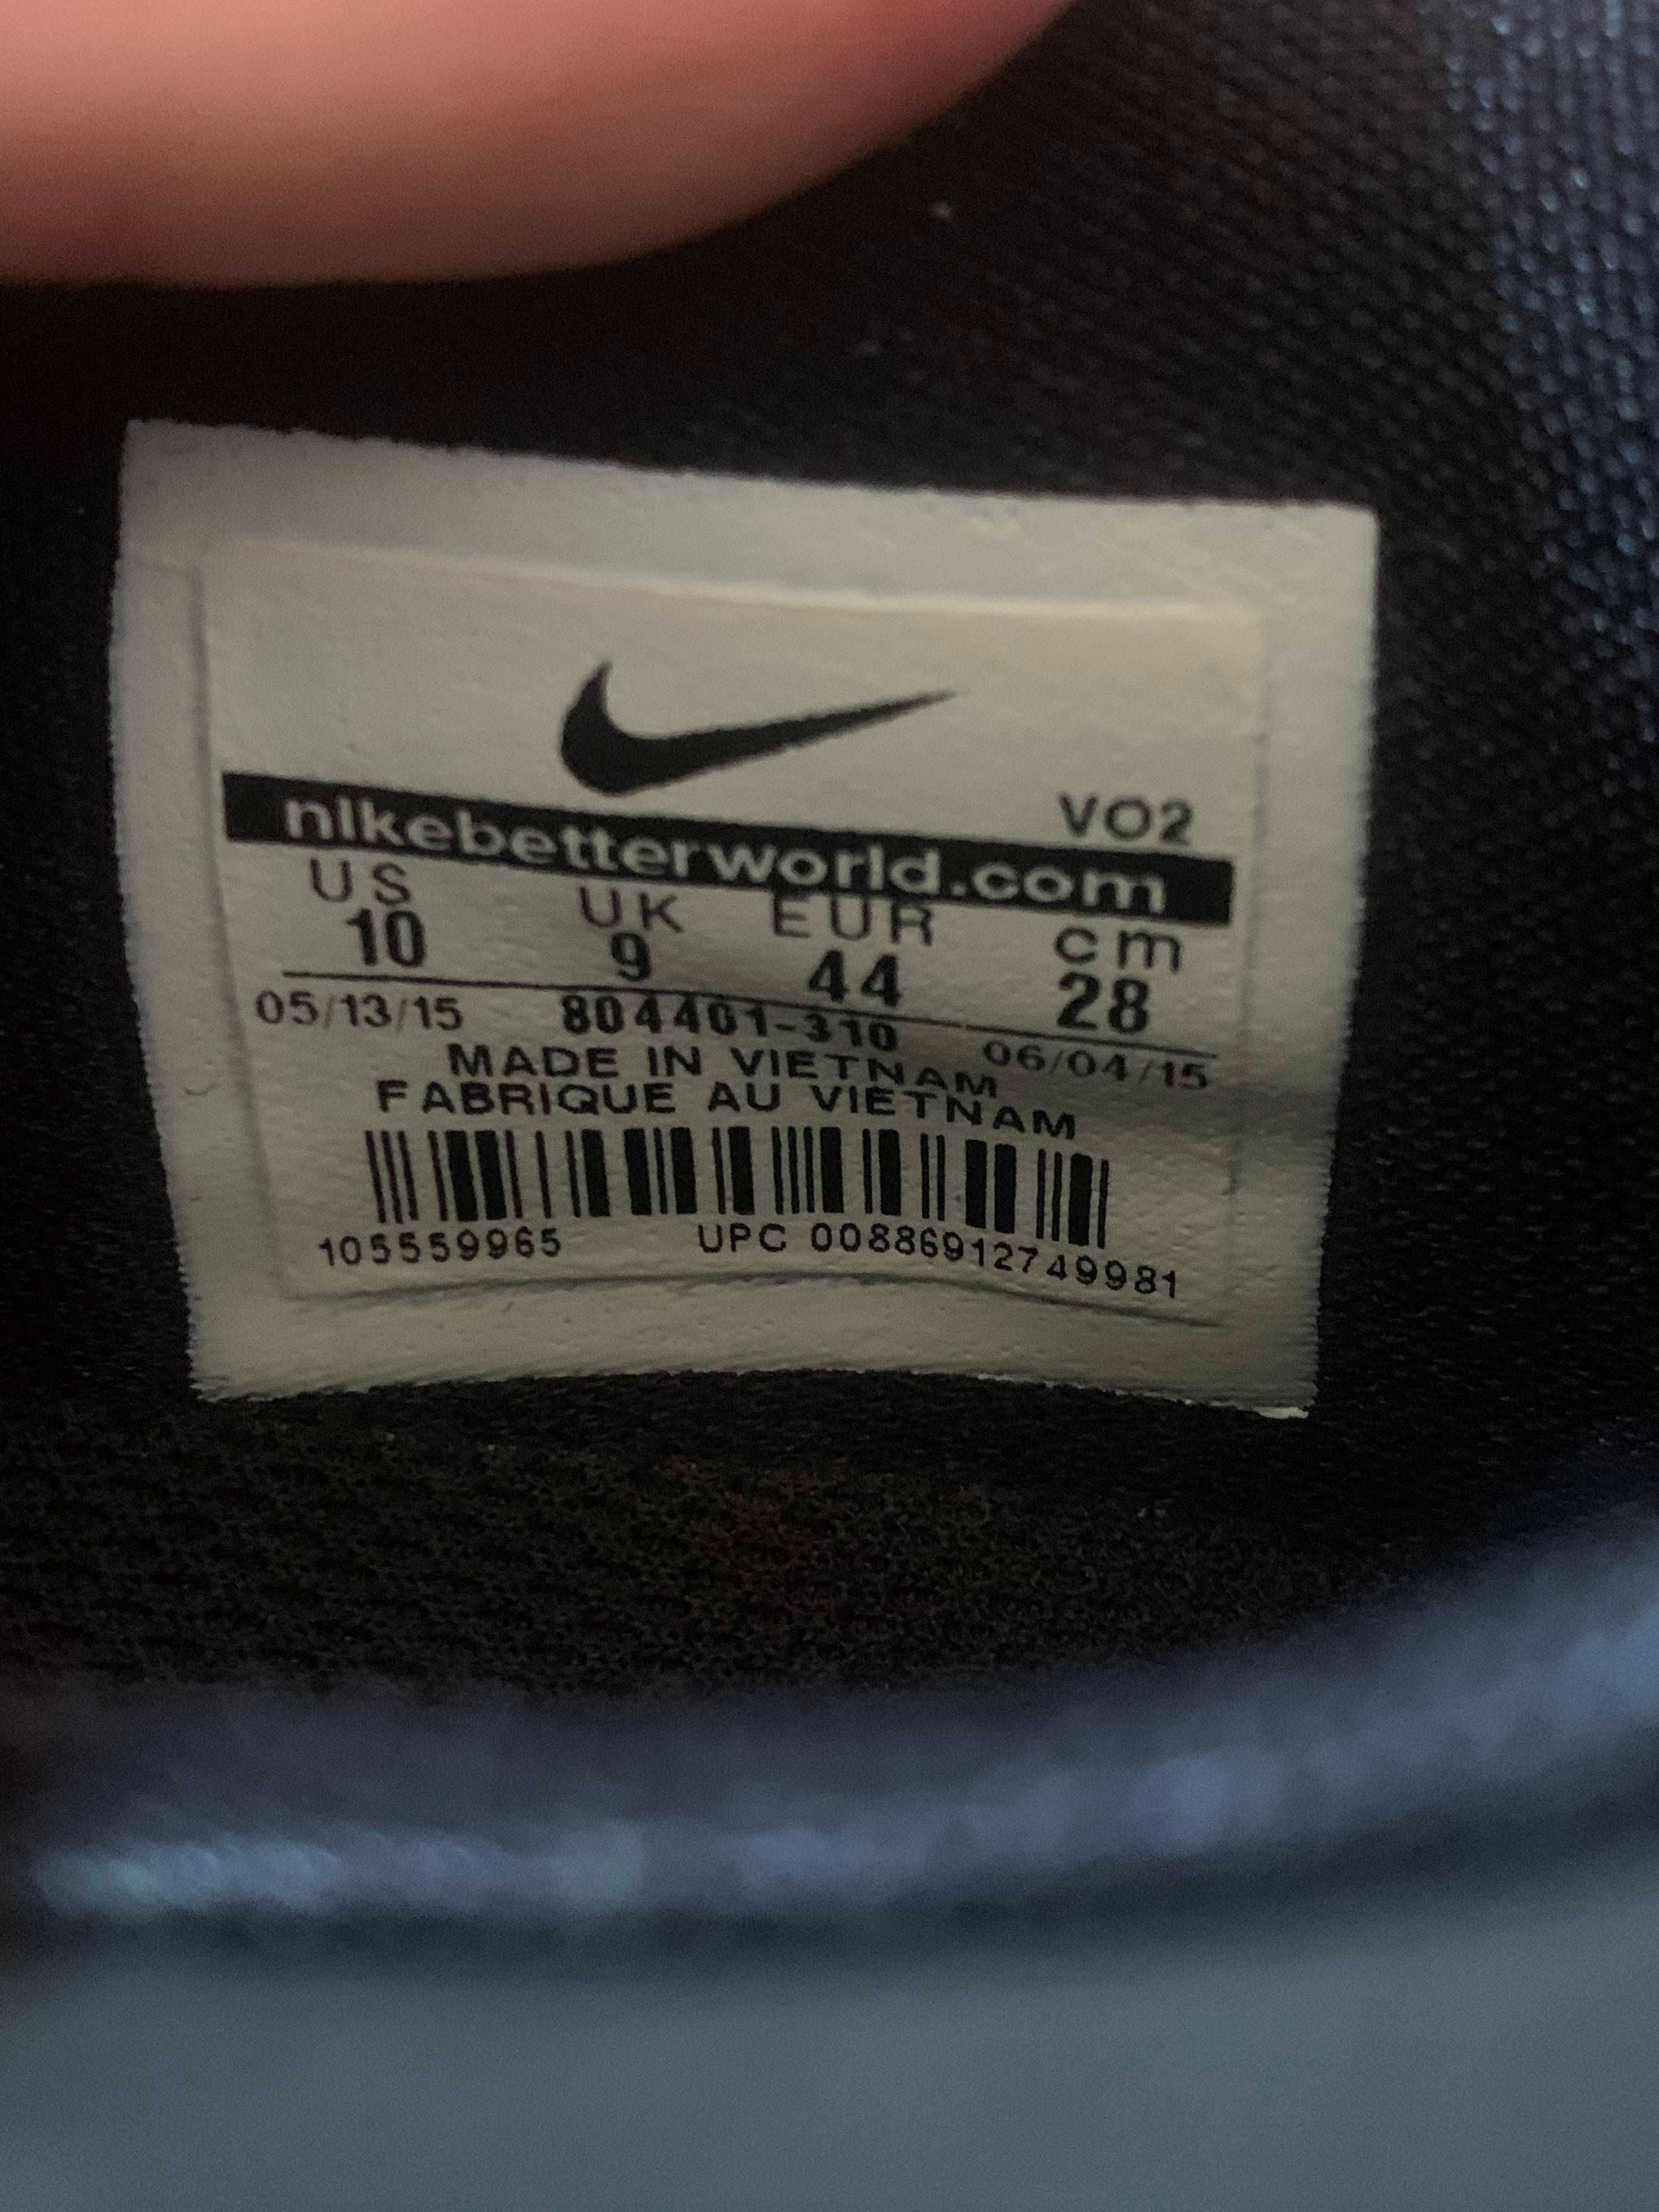 VO2
nikebetterworld.com
US UK EUR cm
10 9 44 28
05/13/15 804401-310 06/04/15
MADE IN VIETNAM
FABRIQUE AU VIETNAM
105559965 UPC 00886912749981